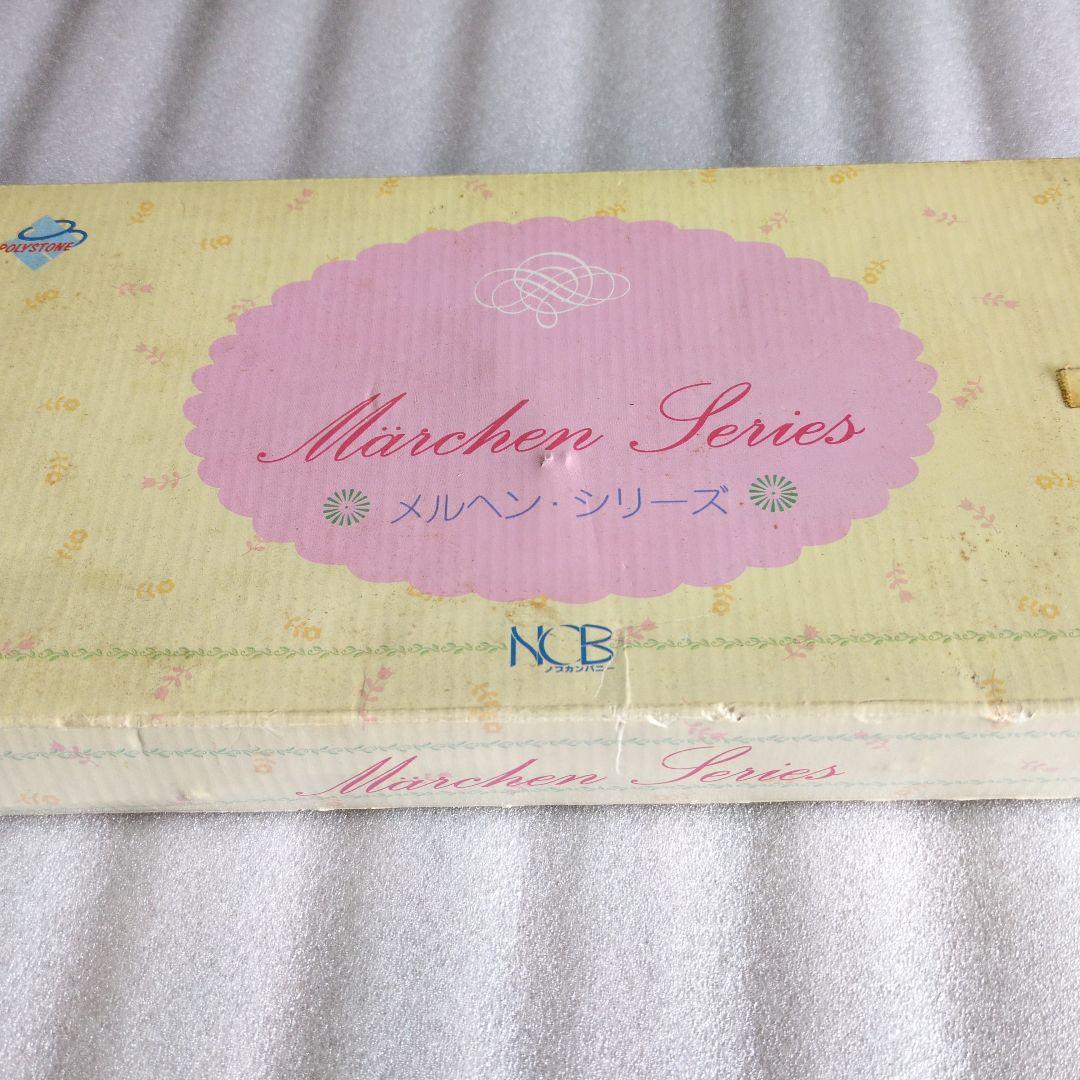 POLYSTONE
Märchen Series
メルヘン・シリーズ
NOB
ノブカンパニー
Märchen Series